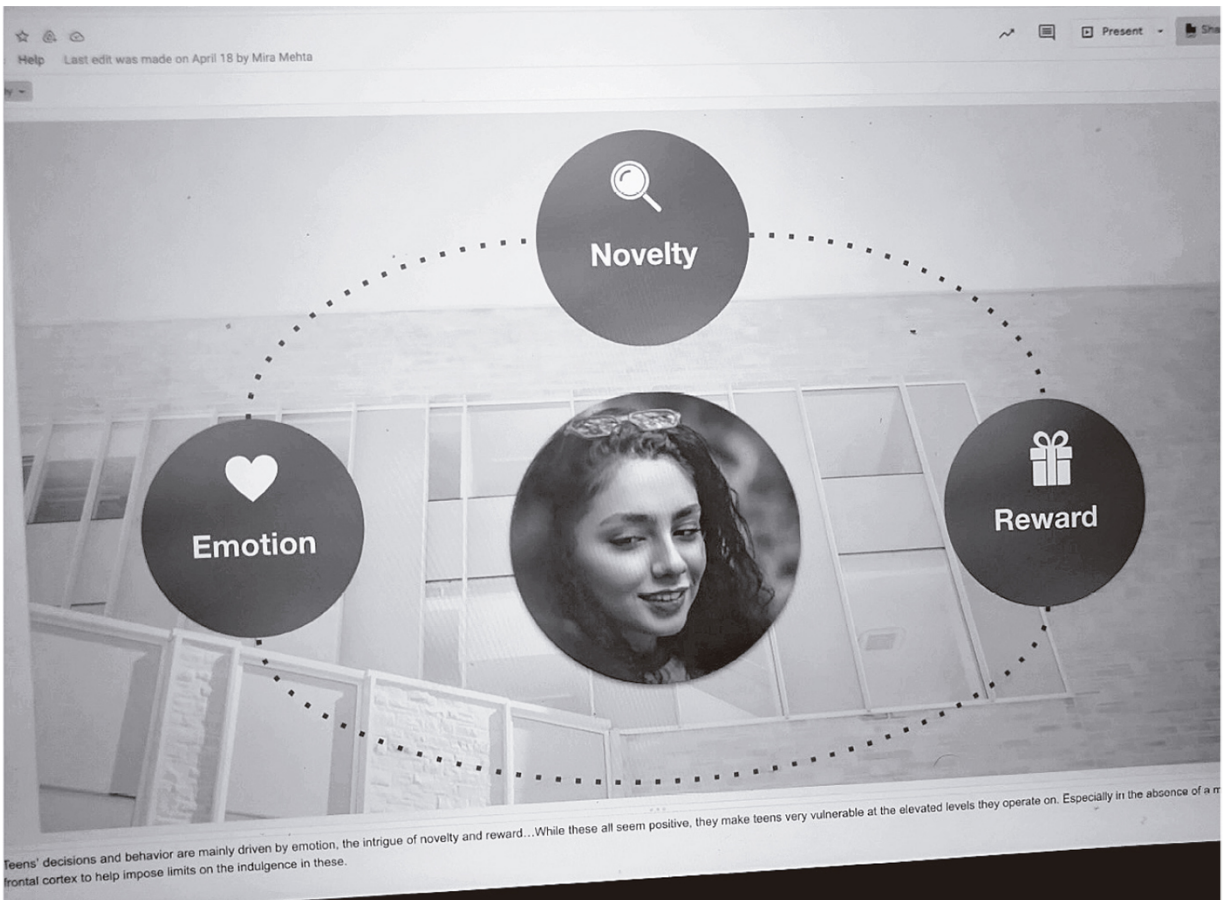 Present
Help Last edit was made on April 18 by Mira Mehta
Novelty
Emotion
Reward
Teens' decisions and behavior are mainly driven by emotion, the intrigue of novelty and reward…While these all seem positive, they make teens very vulnerable at the elevated levels they operate on. Especially in the absence of a
frontal cortex to help impose limits on the indulgence in these.